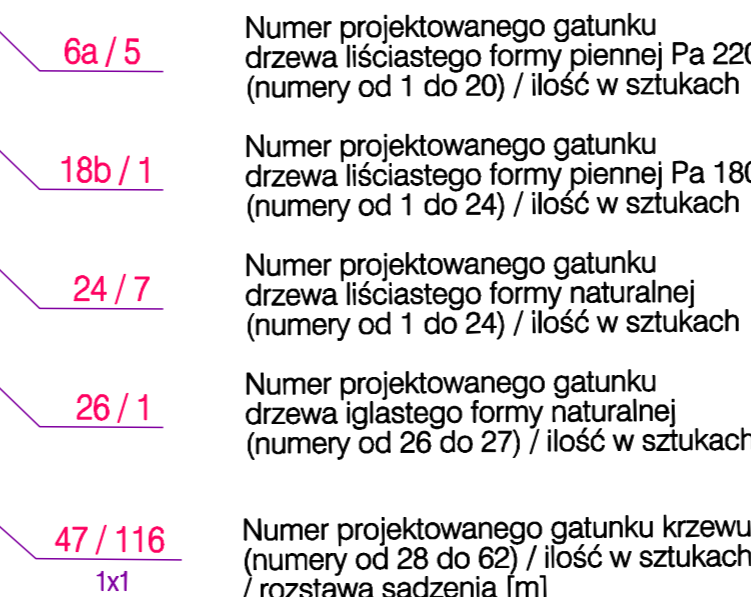 6a / 5
Numer projektowanego gatunku
drzewa liściastego formy piennej Pa 220
(numery od 1 do 20) / ilość w sztukach
18b / 1
Numer projektowanego gatunku
drzewa liściastego formy piennej Pa 180
(numery od 1 do 24) / ilość w sztukach
24 / 7
Numer projektowanego gatunku
drzewa liściastego formy naturalnej
(numery od 1 do 24) / ilość w sztukach
26 / 1
Numer projektowanego gatunku
drzewa iglastego formy naturalnej
(numery od 26 do 27) / ilość w sztukach
47 / 116
1x1
Numer projektowanego gatunku krzewu
(numery od 28 do 62) / ilość w sztukach
/ rozstawa sadzenia [m]